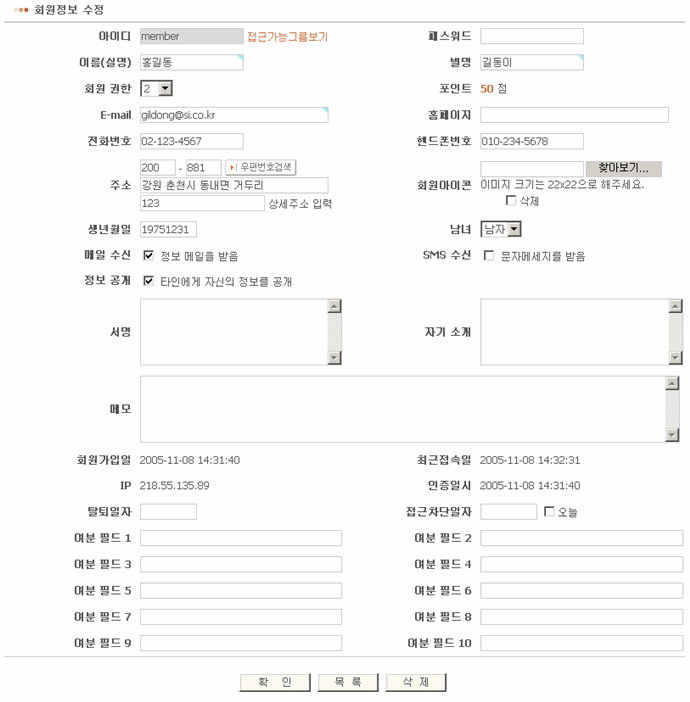 회원정보 수정
아이디 member 접근가능그룹보기 패스워드
이름(실명) 홍길동 별명 길동이
회원 권한 2 포인트 50 점
E-mail gildong@si.co.kr 홈페이지
전화번호 02-123-4567 핸드폰번호 010-234-5678
200 - 881 우편번호검색 찾아보기...
주소 강원 춘천시 동내면 거두리 회원아이콘 이미지 크기는 22x22으로 해주세요.
123 상세주소 입력 삭제
생년월일 19751231 남녀 남자
메일 수신 정보 메일을 받음 SMS 수신 문자메세지를 받음
정보 공개 타인에게 자신의 정보를 공개
서명 자기 소개
메모
회원가입일 2005-11-08 14:31:40 최근접속일 2005-11-08 14:32:31
IP 218.55.135.89 인증일시 2005-11-08 14:31:40
탈퇴일자 접근차단일자 오늘
여분 필드 1 여분 필드 2
여분 필드 3 여분 필드 4
여분 필드 5 여분 필드 6
여분 필드 7 여분 필드 8
여분 필드 9 여분 필드 10
확 인 목 록 삭 제